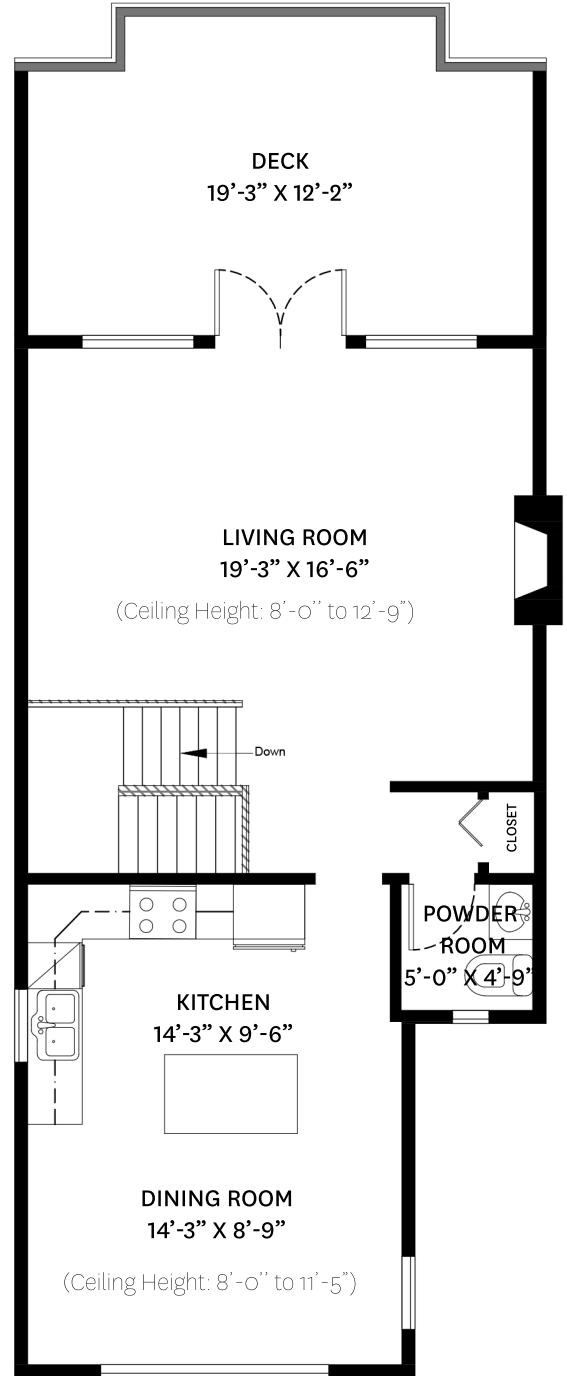 DECK
19’-3” X 12’-2”
LIVING ROOM
19’-3” X 16’-6”
(Ceiling Height: 8’-0’’ to 12’-9”)
Down
CLOSET
POWDER
ROOM
5’-0” X 4’-9”
KITCHEN
14’-3” X 9’-6”
DINING ROOM
14’-3” X 8’-9”
(Ceiling Height: 8’-0’’ to 11’-5”)